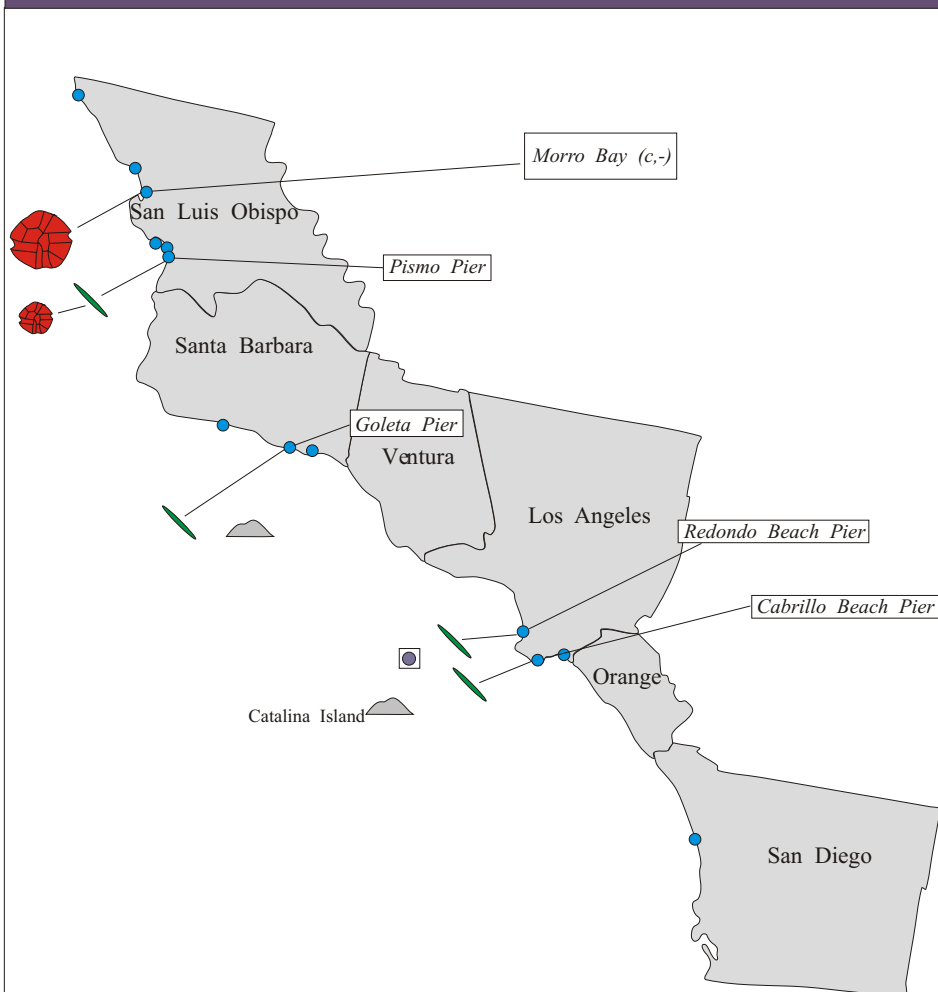 Morro Bay (c,-)
San Luis Obispo
Pismo Pier
Santa Barbara
Goleta Pier
Ventura
Los Angeles
Redondo Beach Pier
Cabrillo Beach Pier
Orange
Catalina Island
San Diego